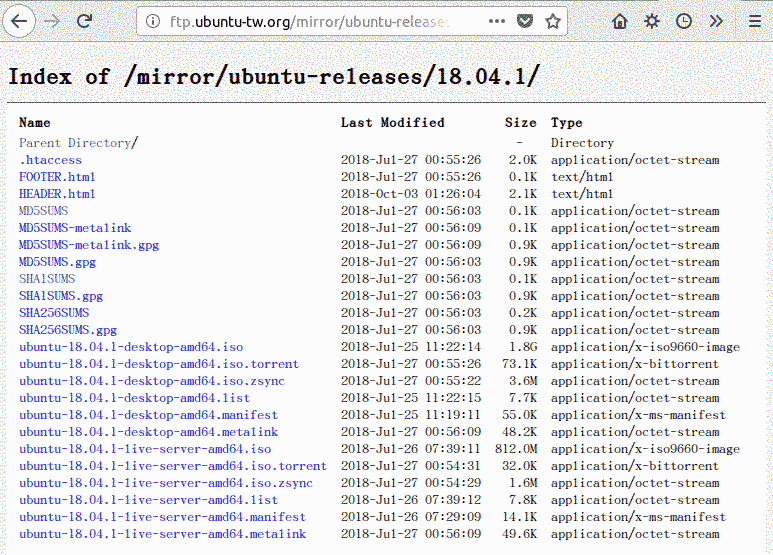 ftp.ubuntu-tw.org/mirror/ubuntu-release
Index of /mirror/ubuntu-releases/18.04.1/
Name Last Modified Size Type
Parent Directory/ - Directory
.htaccess 2018-Jul-27 00:55:26 2.0K application/octet-stream
FOOTER.html 2018-Jul-27 00:55:26 0.1K text/html
HEADER.html 2018-Oct-03 01:26:04 2.1K text/html
MD5SUMS 2018-Jul-27 00:56:03 0.1K application/octet-stream
MD5SUMS-metalink 2018-Jul-27 00:56:09 0.1K application/octet-stream
MD5SUMS-metalink.gpg 2018-Jul-27 00:56:09 0.9K application/octet-stream
MD5SUMS.gpg 2018-Jul-27 00:56:03 0.9K application/octet-stream
SHA1SUMS 2018-Jul-27 00:56:03 0.1K application/octet-stream
SHA1SUMS.gpg 2018-Jul-27 00:56:03 0.9K application/octet-stream
SHA256SUMS 2018-Jul-27 00:56:03 0.2K application/octet-stream
SHA256SUMS.gpg 2018-Jul-27 00:56:03 0.9K application/octet-stream
ubuntu-18.04.1-desktop-amd64.iso 2018-Jul-25 11:22:14 1.8G application/x-iso9660-image
ubuntu-18.04.1-desktop-amd64.iso.torrent 2018-Jul-27 00:55:26 73.1K application/x-bittorrent
ubuntu-18.04.1-desktop-amd64.iso.zsync 2018-Jul-27 00:55:22 3.6M application/octet-stream
ubuntu-18.04.1-desktop-amd64.list 2018-Jul-25 11:22:15 7.7K application/octet-stream
ubuntu-18.04.1-desktop-amd64.manifest 2018-Jul-25 11:19:11 55.0K application/x-ms-manifest
ubuntu-18.04.1-desktop-amd64.metalink 2018-Jul-27 00:56:09 48.2K application/octet-stream
ubuntu-18.04.1-live-server-amd64.iso 2018-Jul-26 07:39:11 812.0M application/x-iso9660-image
ubuntu-18.04.1-live-server-amd64.iso.torrent 2018-Jul-27 00:54:31 32.0K application/x-bittorrent
ubuntu-18.04.1-live-server-amd64.iso.zsync 2018-Jul-27 00:54:29 1.6M application/octet-stream
ubuntu-18.04.1-live-server-amd64.list 2018-Jul-26 07:39:12 7.8K application/octet-stream
ubuntu-18.04.1-live-server-amd64.manifest 2018-Jul-26 07:29:09 14.1K application/x-ms-manifest
ubuntu-18.04.1-live-server-amd64.metalink 2018-Jul-27 00:56:09 49.6K application/octet-stream